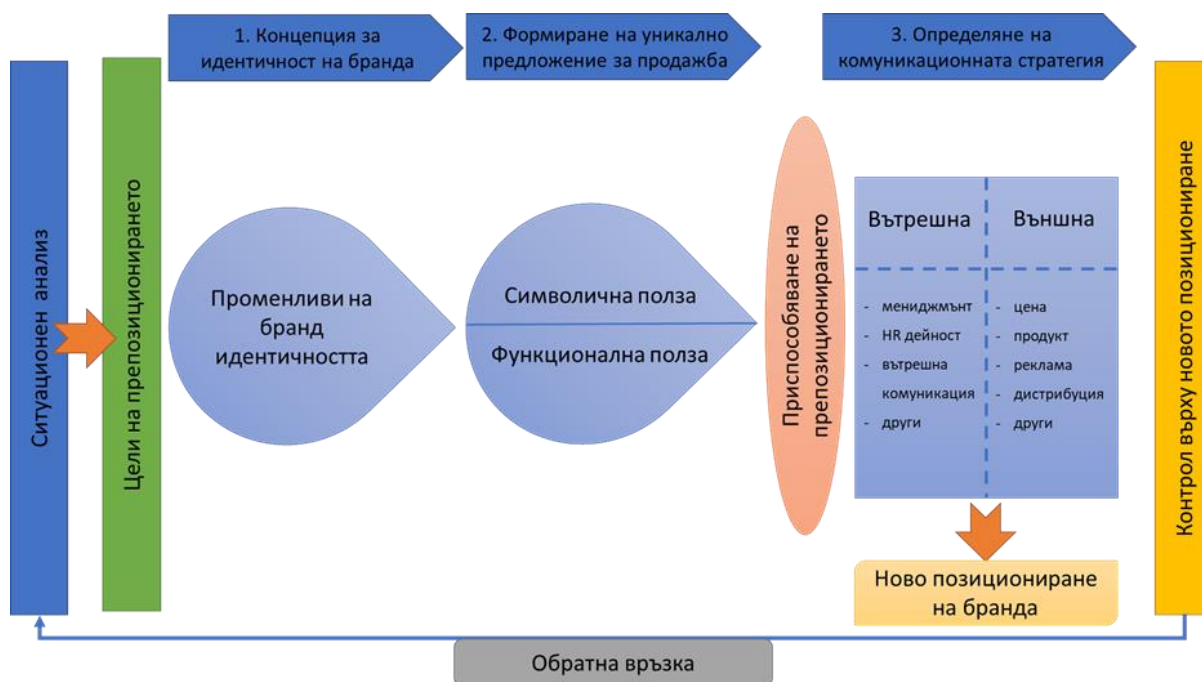 1. Концепция за
идентичност на бранда
2. Формиране на уникално
предложение за продажба
3. Определяне на
комуникационната стратегия
Ситуационен анализ
Цели на препозиционирането
Променливи на
бранд
идентичността
Символична полза
Функционална полза
Приспособяване на
препозиционирането
Вътрешна
- мениджмънт
- HR дейност
- вътрешна
комуникация
- други
Външна
- цена
- продукт
- реклама
- дистрибуция
- други
Ново позициониране
на бранда
Контрол върху новото позициониране
Обратна връзка